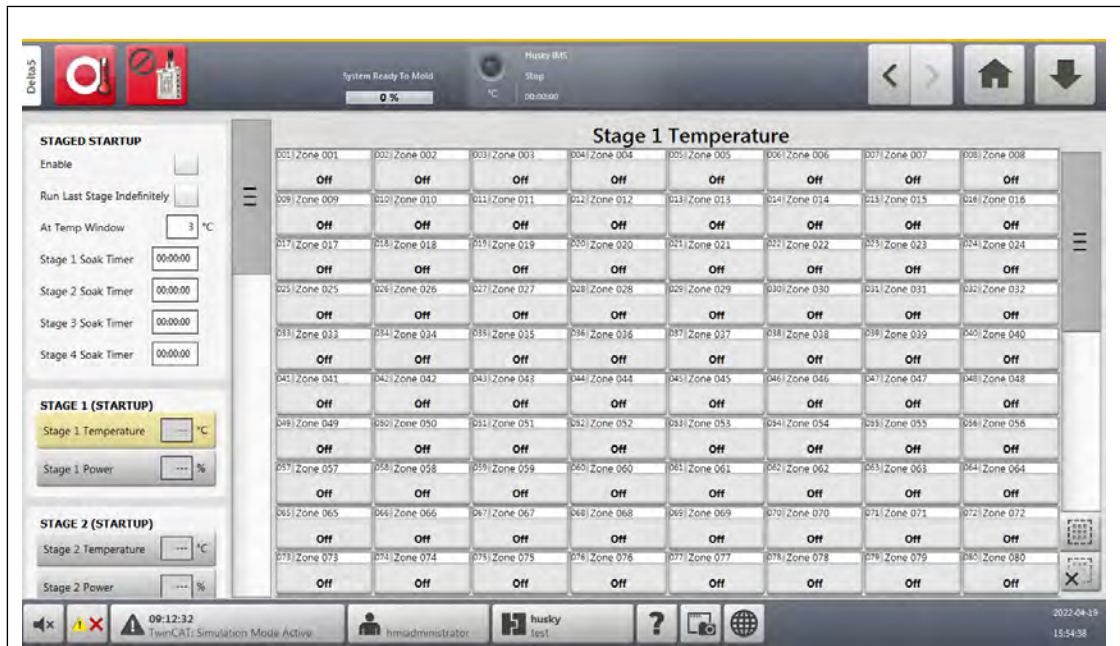 Delta5
System Ready To Mold
0 %
Husky IMS
Stop
°C
00:00:00
STAGED STARTUP
Enable
Run Last Stage Indefinitely
At Temp Window 3 °C
Stage 1 Soak Timer 00:00:00
Stage 2 Soak Timer 00:00:00
Stage 3 Soak Timer 00:00:00
Stage 4 Soak Timer 00:00:00
STAGE 1 (STARTUP)
Stage 1 Temperature --- °C
Stage 1 Power --- %
STAGE 2 (STARTUP)
Stage 2 Temperature --- °C
Stage 2 Power --- %
Stage 1 Temperature
001 Zone 001 002 Zone 002 003 Zone 003 004 Zone 004 005 Zone 005 006 Zone 006 007 Zone 007 008 Zone 008
Off Off Off Off Off Off Off Off
009 Zone 009 010 Zone 010 011 Zone 011 012 Zone 012 013 Zone 013 014 Zone 014 015 Zone 015 016 Zone 016
Off Off Off Off Off Off Off Off
017 Zone 017 018 Zone 018 019 Zone 019 020 Zone 020 021 Zone 021 022 Zone 022 023 Zone 023 024 Zone 024
Off Off Off Off Off Off Off Off
025 Zone 025 026 Zone 026 027 Zone 027 028 Zone 028 029 Zone 029 030 Zone 030 031 Zone 031 032 Zone 032
Off Off Off Off Off Off Off Off
033 Zone 033 034 Zone 034 035 Zone 035 036 Zone 036 037 Zone 037 038 Zone 038 039 Zone 039 040 Zone 040
Off Off Off Off Off Off Off Off
041 Zone 041 042 Zone 042 043 Zone 043 044 Zone 044 045 Zone 045 046 Zone 046 047 Zone 047 048 Zone 048
Off Off Off Off Off Off Off Off
049 Zone 049 050 Zone 050 051 Zone 051 052 Zone 052 053 Zone 053 054 Zone 054 055 Zone 055 056 Zone 056
Off Off Off Off Off Off Off Off
057 Zone 057 058 Zone 058 059 Zone 059 060 Zone 060 061 Zone 061 062 Zone 062 063 Zone 063 064 Zone 064
Off Off Off Off Off Off Off Off
065 Zone 065 066 Zone 066 067 Zone 067 068 Zone 068 069 Zone 069 070 Zone 070 071 Zone 071 072 Zone 072
Off Off Off Off Off Off Off Off
073 Zone 073 074 Zone 074 075 Zone 075 076 Zone 076 077 Zone 077 078 Zone 078 079 Zone 079 080 Zone 080
Off Off Off Off Off Off Off Off
09:12:32
TwinCAT: Simulation Mode Active
hmiadministrator
husky
test
?
2022-04-19
15:54:38